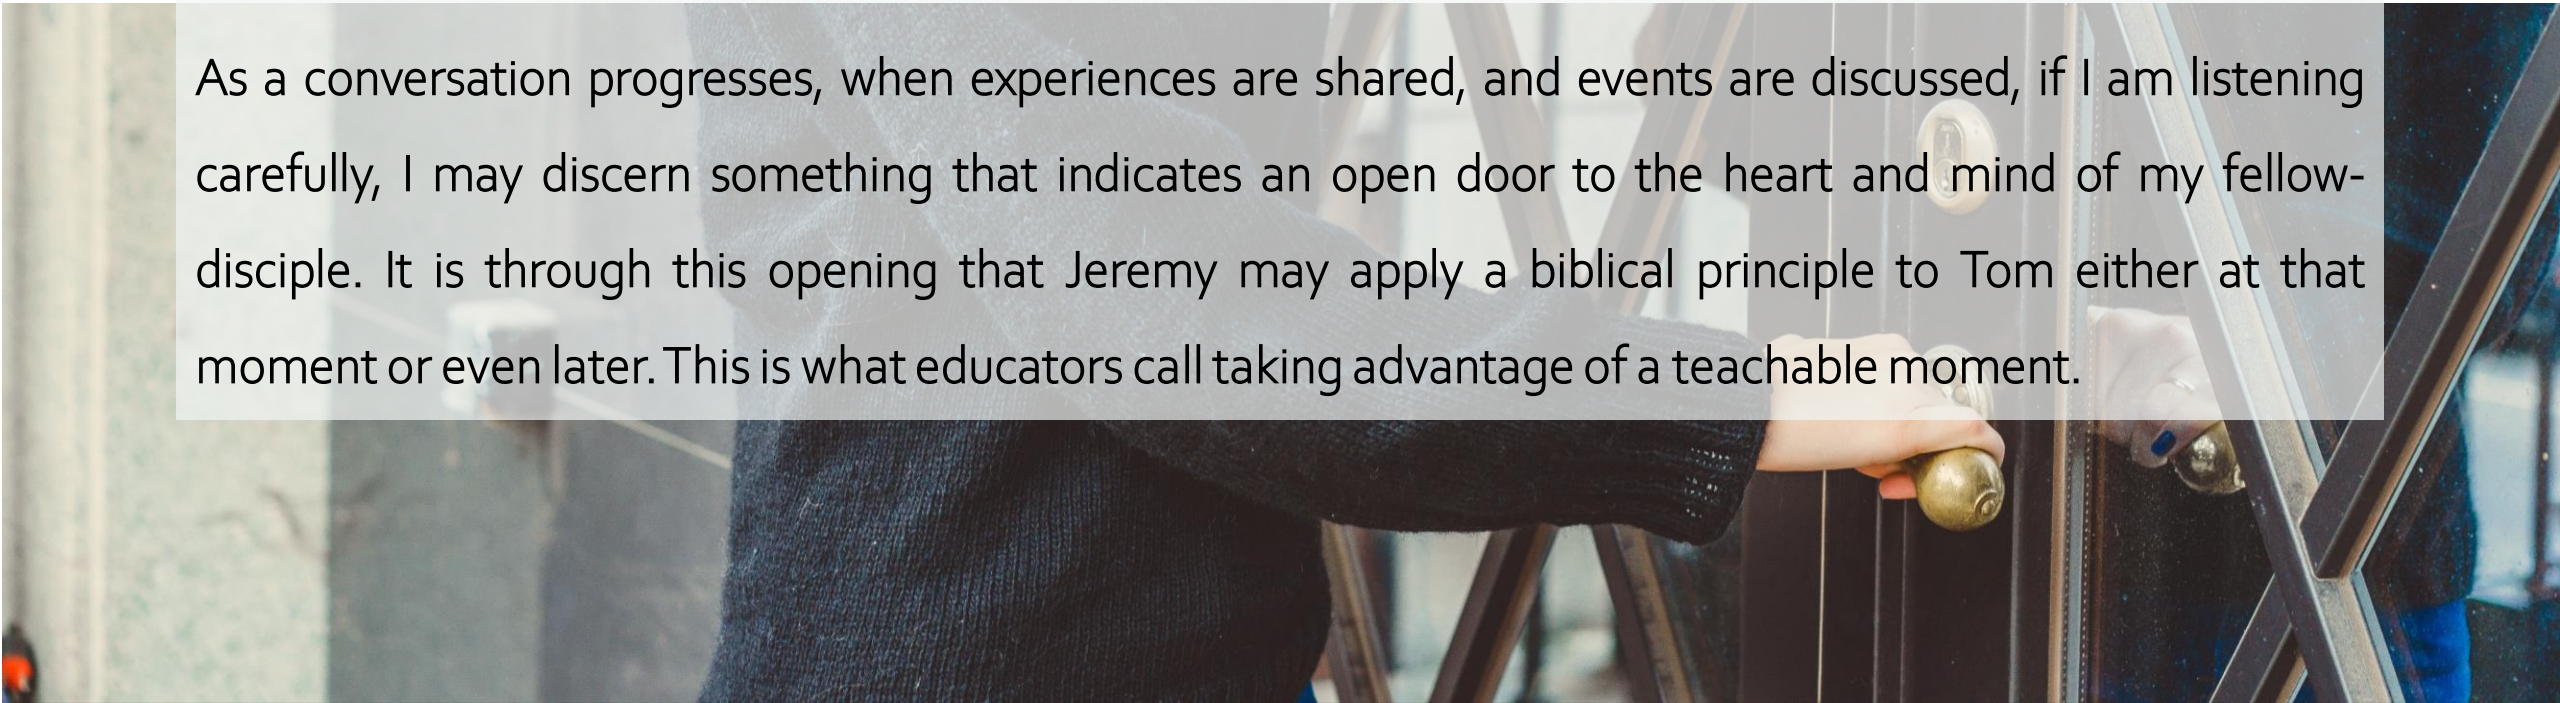 As a conversation progresses, when experiences are shared, and events are discussed, if I am listening
carefully, I may discern something that indicates an open door to the heart and mind of my fellow-
disciple. It is through this opening that Jeremy may apply a biblical principle to Tom either at that
moment or even later. This is what educators call taking advantage of a teachable moment.